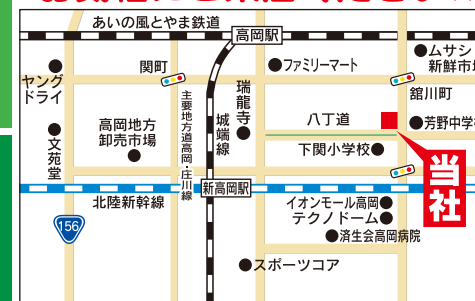 あいの風とやま鉄道
高岡駅
ムサシ
新鮮市場
ヤング
ドライ
関町
ファミリーマート
舘川町
瑞龍寺
主要地方道高岡・庄川線
城端線
八丁道
芳野中学校
高岡地方
卸売市場
文苑堂
下関小学校
当社
新高岡駅
北陸新幹線
イオンモール高岡
テクノドーム
済生会高岡病院
156
スポーツコア